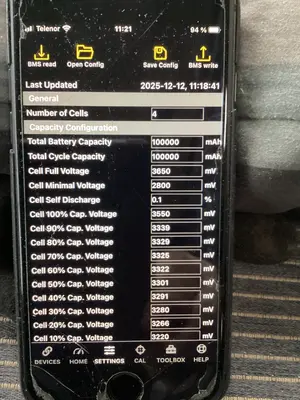 Telenor 11:21 94 %
BMS read Open Config Save Config BMS write
Last Updated 2025-12-12, 11:18:41
General
Number of Cells 4
Capacity Configuration
Total Battery Capacity 100000 mAh
Total Cycle Capacity 100000 mAh
Cell Full Voltage 3650 mV
Cell Minimal Voltage 2800 mV
Cell Self Discharge 0.1 %
Cell 100% Cap. Voltage 3550 mV
Cell 90% Cap. Voltage 3339 mV
Cell 80% Cap. Voltage 3329 mV
Cell 70% Cap. Voltage 3325 mV
Cell 60% Cap. Voltage 3322 mV
Cell 50% Cap. Voltage 3301 mV
Cell 40% Cap. Voltage 3291 mV
Cell 30% Cap. Voltage 3280 mV
Cell 20% Cap. Voltage 3266 mV
Cell 10% Cap. Voltage 3220 mV
DEVICES HOME SETTINGS CAL TOOLBOX HELP